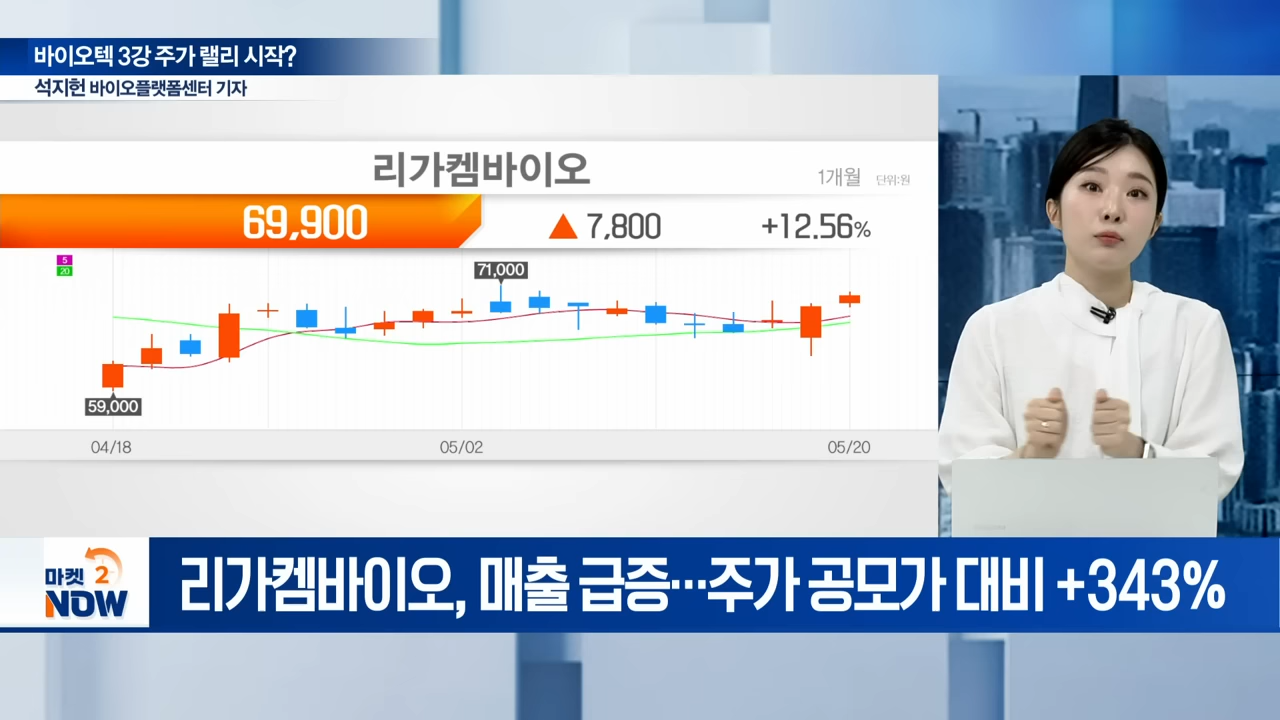 바이오텍 3강 주가 랠리 시작?
석지헌 바이오플랫폼센터 기자
리가켐바이오
1개월 단위:원
69,900 ▲ 7,800 +12.56%
5
20
71,000
59,000
04/18 05/02 05/20
마켓 2
NOW
리가켐바이오, 매출 급증…주가 공모가 대비 +343%